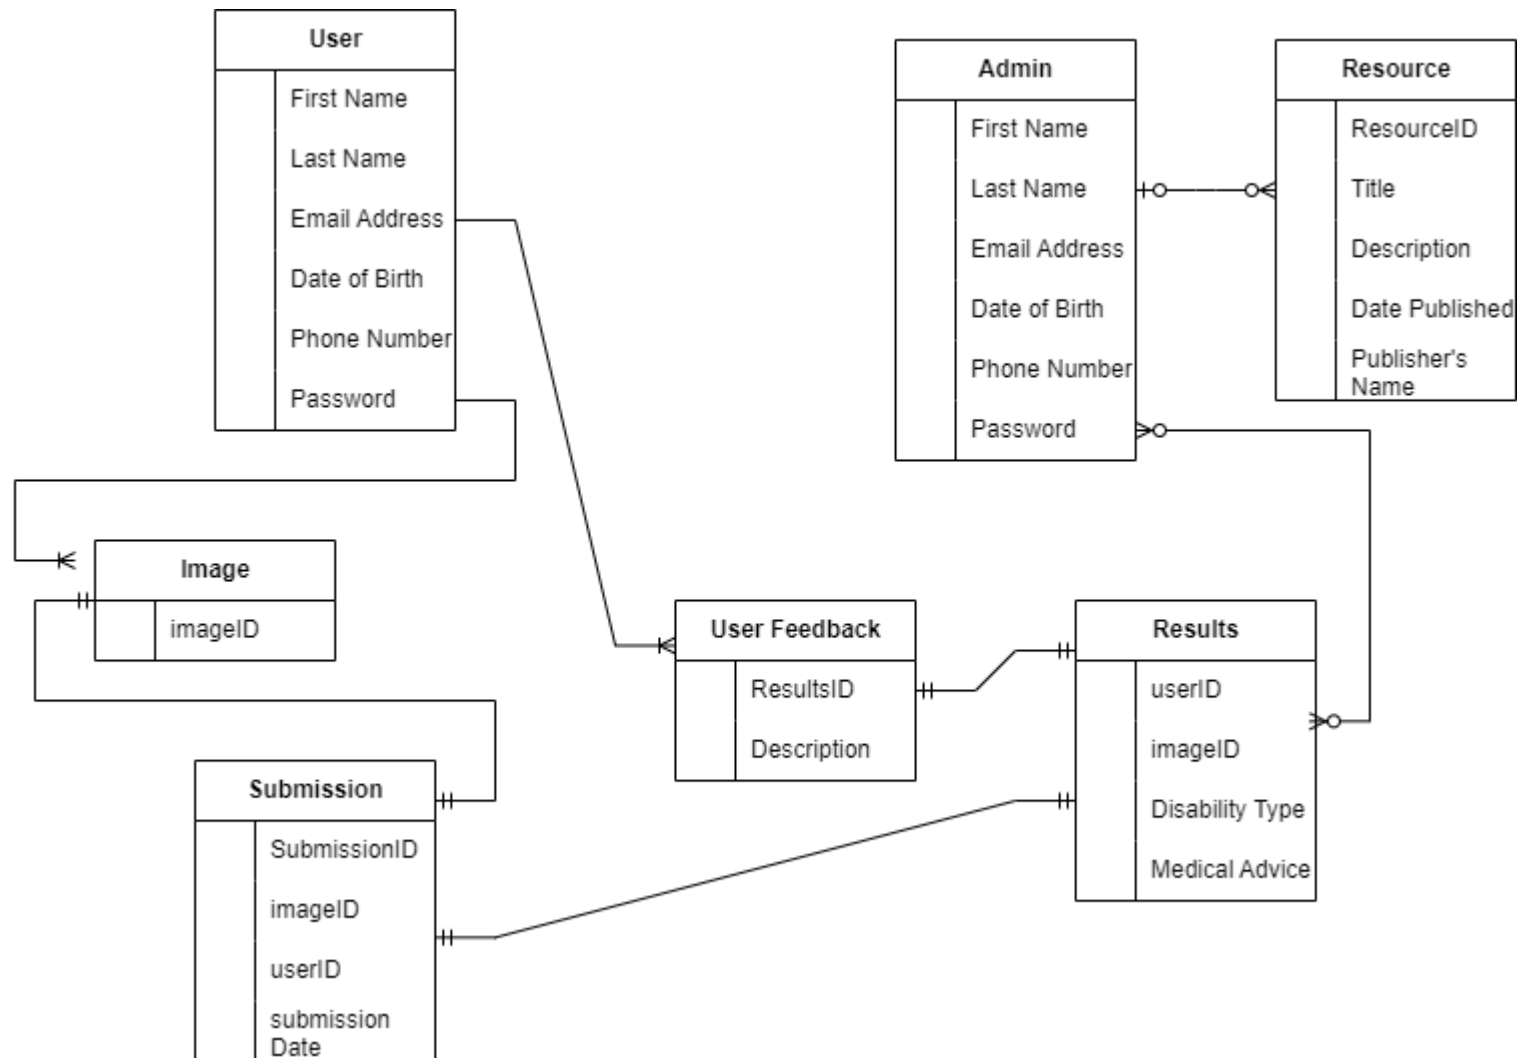 User
First Name
Last Name
Email Address
Date of Birth
Phone Number
Password
Admin
First Name
Last Name
Email Address
Date of Birth
Phone Number
Password
Resource
ResourceID
Title
Description
Date Published
Publisher's
Name
Image
imageID
User Feedback
ResultsID
Description
Results
userID
imageID
Disability Type
Medical Advice
Submission
SubmissionID
imageID
userID
submission
Date